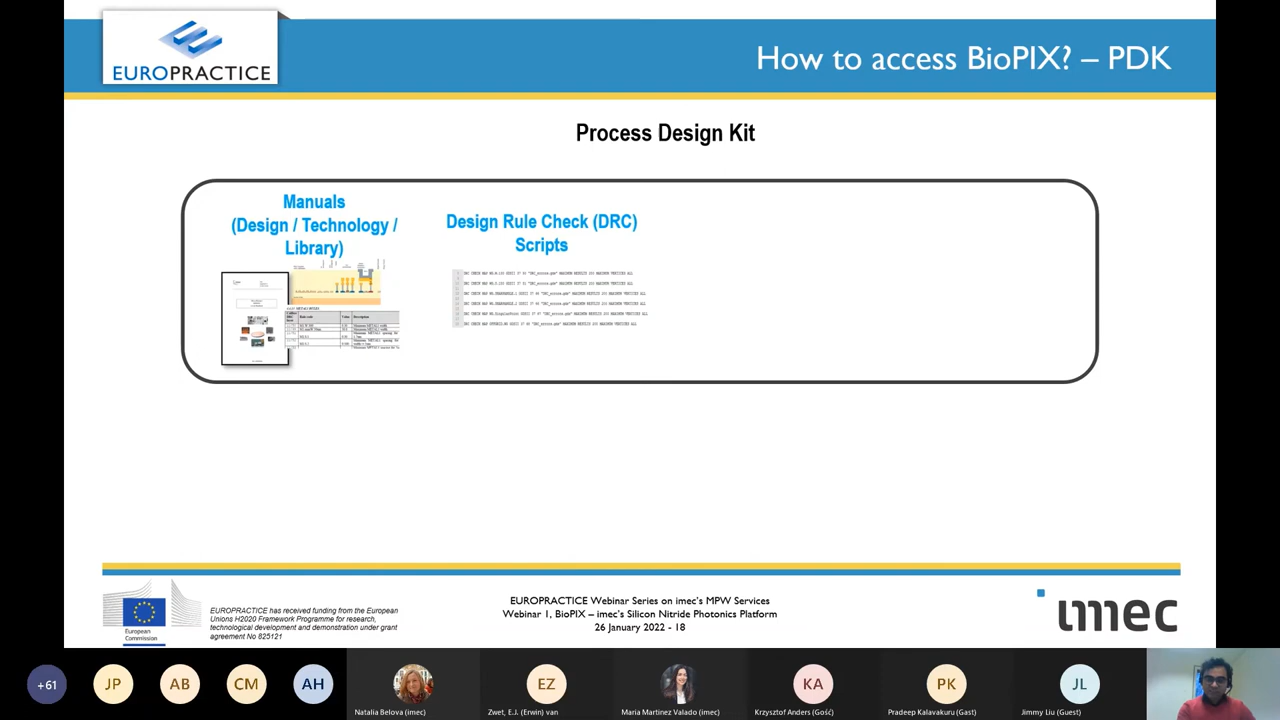 EUROPRACTICE
How to access BioPIX? – PDK
Process Design Kit
Manuals
(Design / Technology /
Library)
Design Rule Check (DRC)
Scripts
European
Commission
EUROPRACTICE has received funding from the European
Unions H2020 Framework Programme for research,
technological development and demonstration under grant
agreement No 825121
EUROPRACTICE Webinar Series on imec's MPW Services
Webinar 1, BioPIX – imec's Silicon Nitride Photonics Platform
26 January 2022 - 18
imec
+61
JP
AB
CM
AH
Natalia Belova (imec)
EZ
Zwet, E.J. (Erwin) van
Maria Martinez Valado (imec)
KA
Krzysztof Anders (Gość)
PK
Pradeep Kalavakuru (Gast)
JL
Jimmy Liu (Guest)